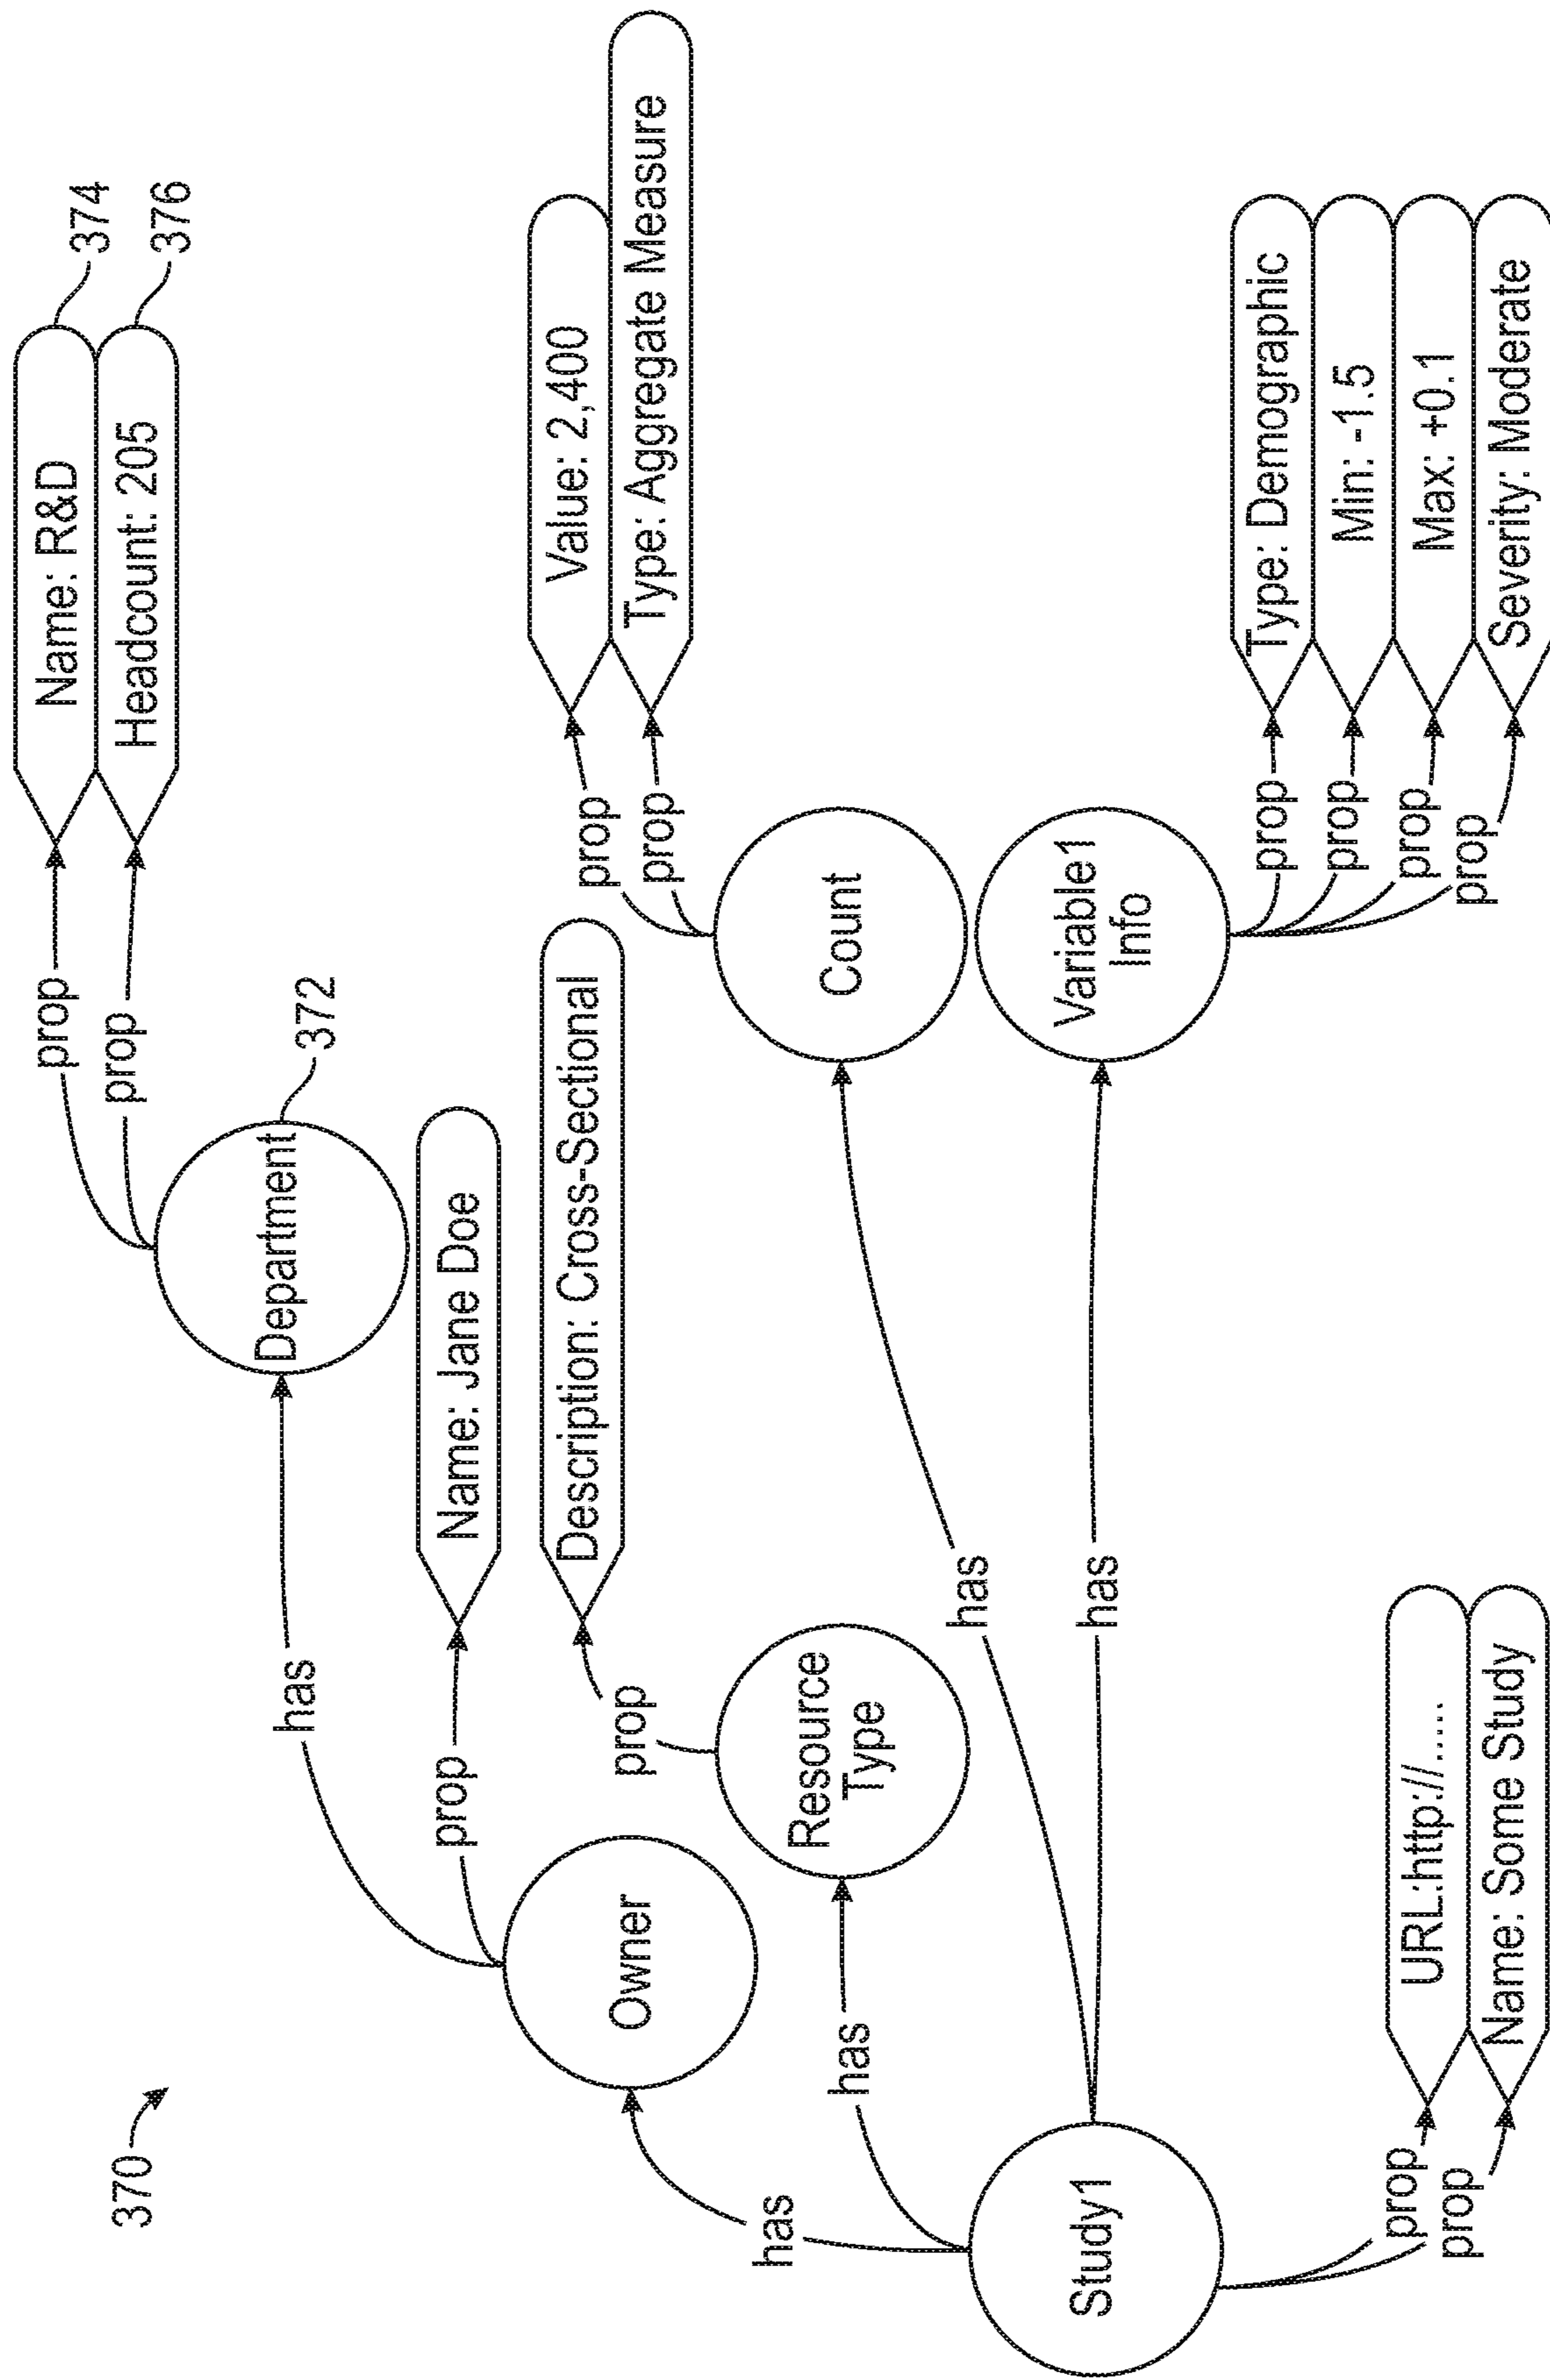 370
Name: R&D
374
Headcount: 205
376
prop
prop
Department
372
has
Name: Jane Doe
prop
Owner
has
Description: Cross-Sectional
prop
Resource
Type
has
Value: 2,400
Type: Aggregate Measure
prop
prop
Count
has
Variable1
Info
has
Type: Demographic
Min: -1.5
Max: +0.1
Severity: Moderate
prop
prop
prop
prop
Study1
URL:http://.....
Name: Some Study
prop
prop